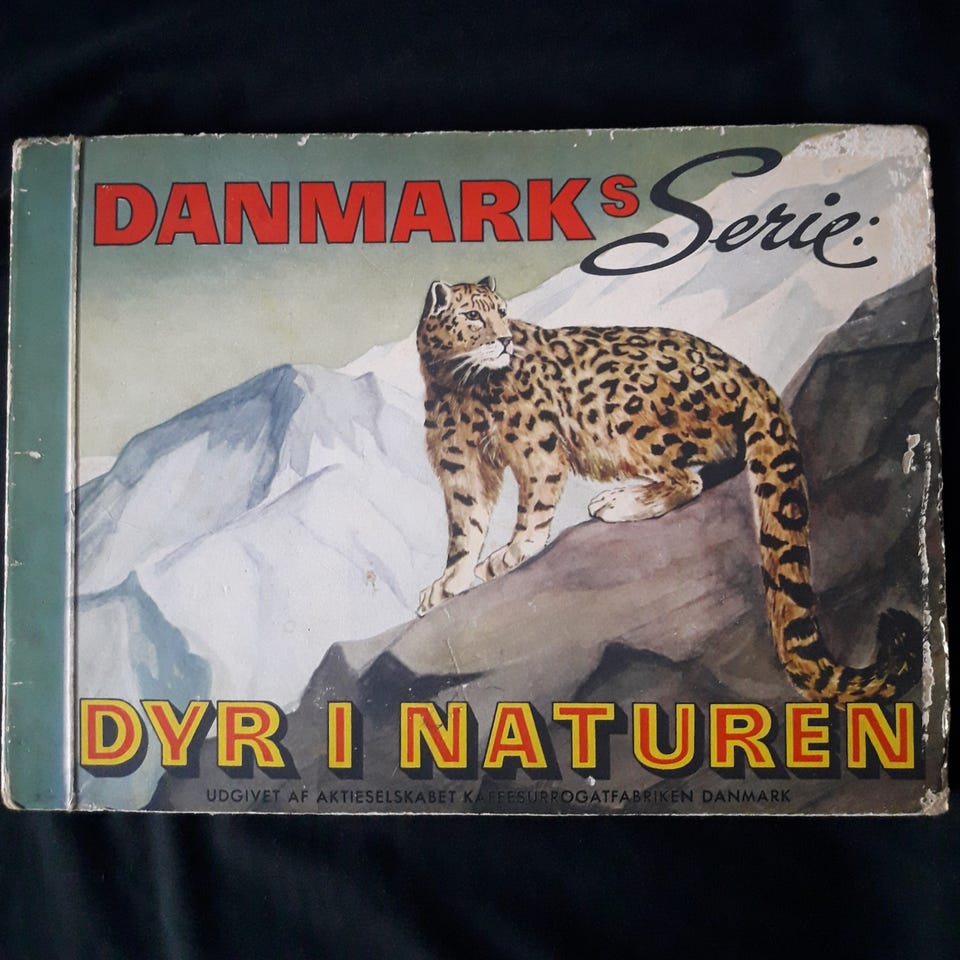 DANMARKs Serie:
DYR I NATUREN
UDGIVET AF AKTIESELSKABET KAFFESURROGATFABRIKEN DANMARK